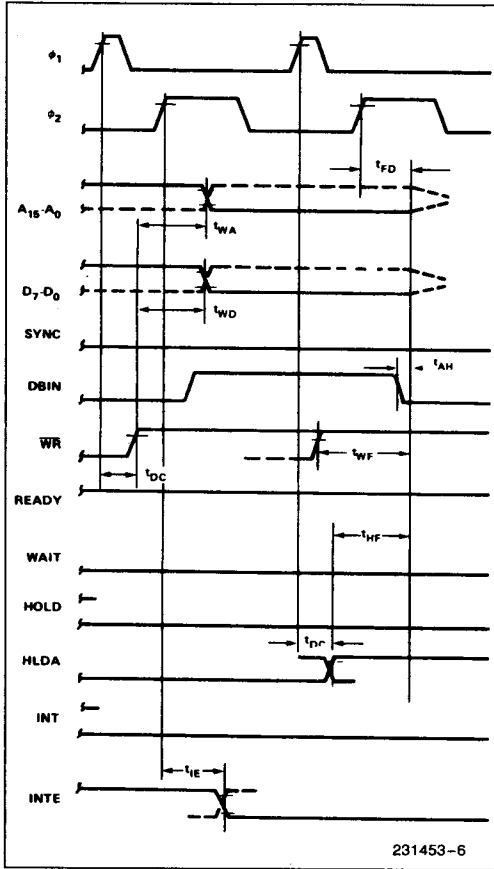 ϕ1
ϕ2
tFD
A15-A0
tWA
D7-D0
tWD
SYNC
DBIN
tAH
WR
tDC
tWF
READY
tHF
WAIT
HOLD
tDC
HLDA
INT
tIE
INTE
231453-6